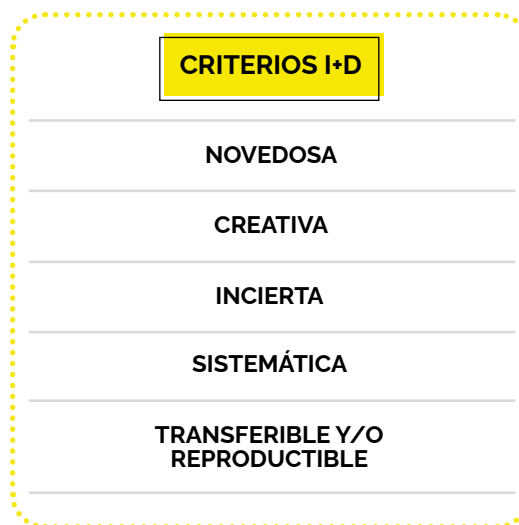 CRITERIOS I+D
NOVEDOSA
CREATIVA
INCIERTA
SISTEMÁTICA
TRANSFERIBLE Y/O
REPRODUCTIBLE